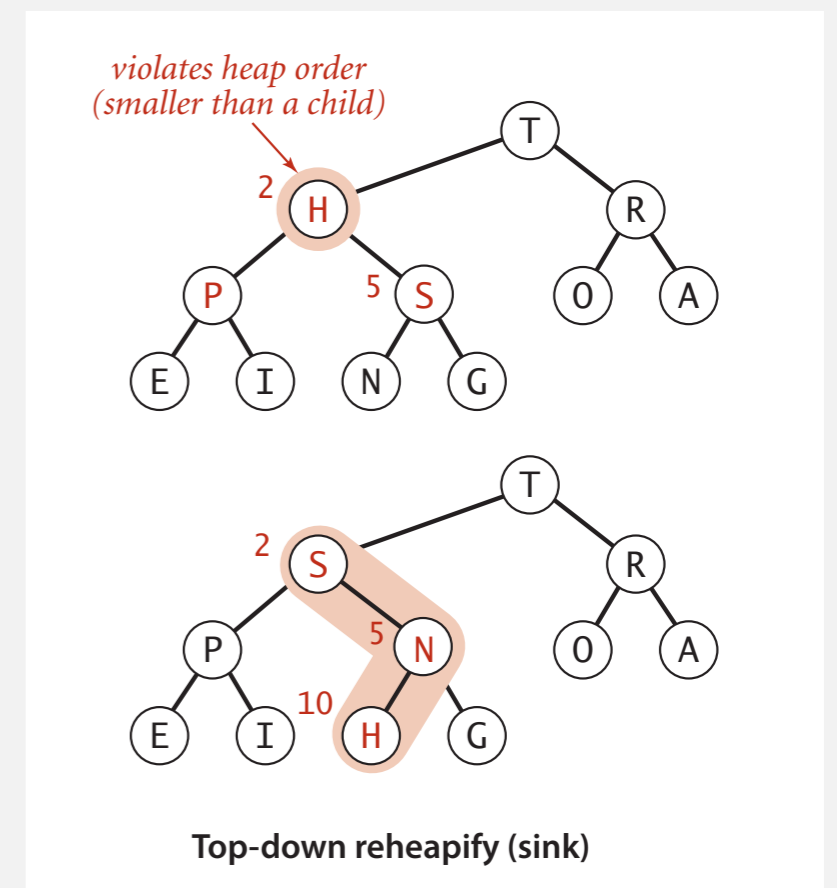 violates heap order
(smaller than a child)
T
2 H R
P 5 S O A
E I N G
T
2 S R
P 5 N O A
E I 10 H G
Top-down reheapify (sink)